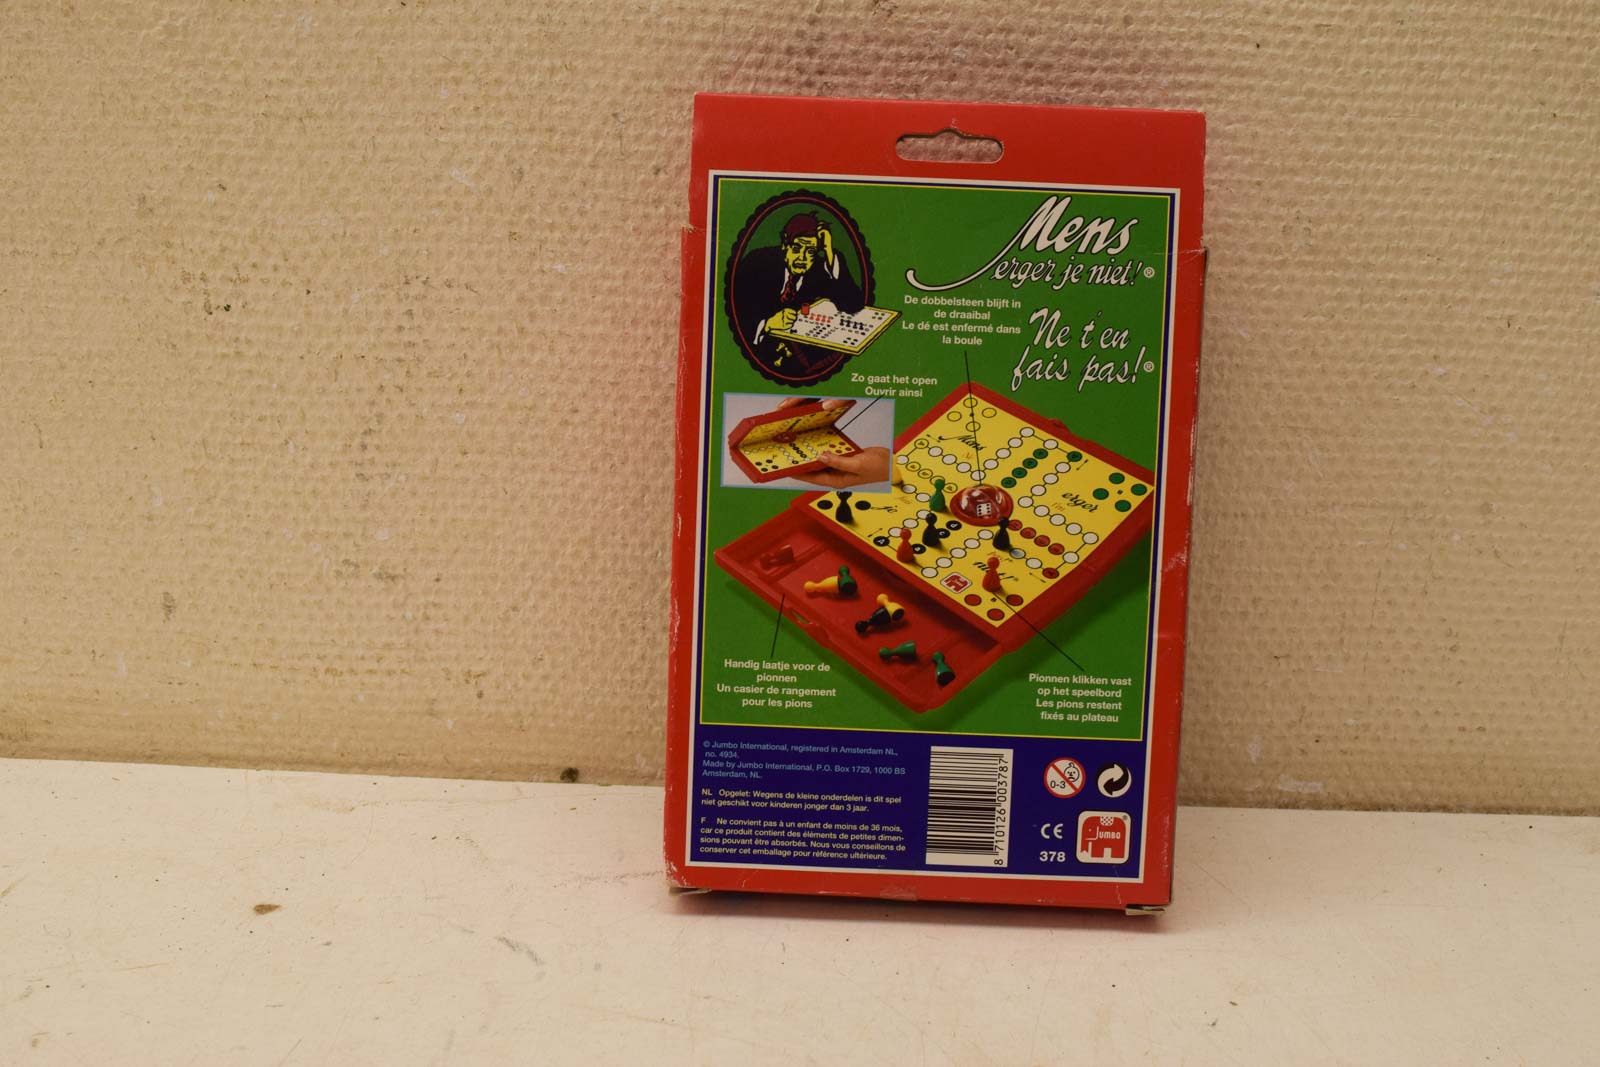 Mens
erger je niet!®
De dobbelsteen blijft in
de draaibal
Le dé est enfermé dans
la boule
Ne t'en
fais pas!®
Zo gaat het open
Ouvrir ainsi
Mens
erger
je
niet!
Handig laatje voor de
pionnen
Un casier de rangement
pour les pions
Pionnen klikken vast
op het speelbord
Les pions restent
fixés au plateau
© Jumbo International, registered in Amsterdam NL,
no. 4934.
Made by Jumbo International, P.O. Box 1729, 1000 BS
Amsterdam, NL.
NL Opgelet: Wegens de kleine onderdelen is dit spel
niet geschikt voor kinderen jonger dan 3 jaar.
F Ne convient pas à un enfant de moins de 36 mois,
car ce produit contient des éléments de petites dimen-
sions pouvant être absorbés. Nous vous conseillons de
conserver cet emballage pour référence ultérieure.
8 710126 003787
0-3
CE
378
JUMBO®